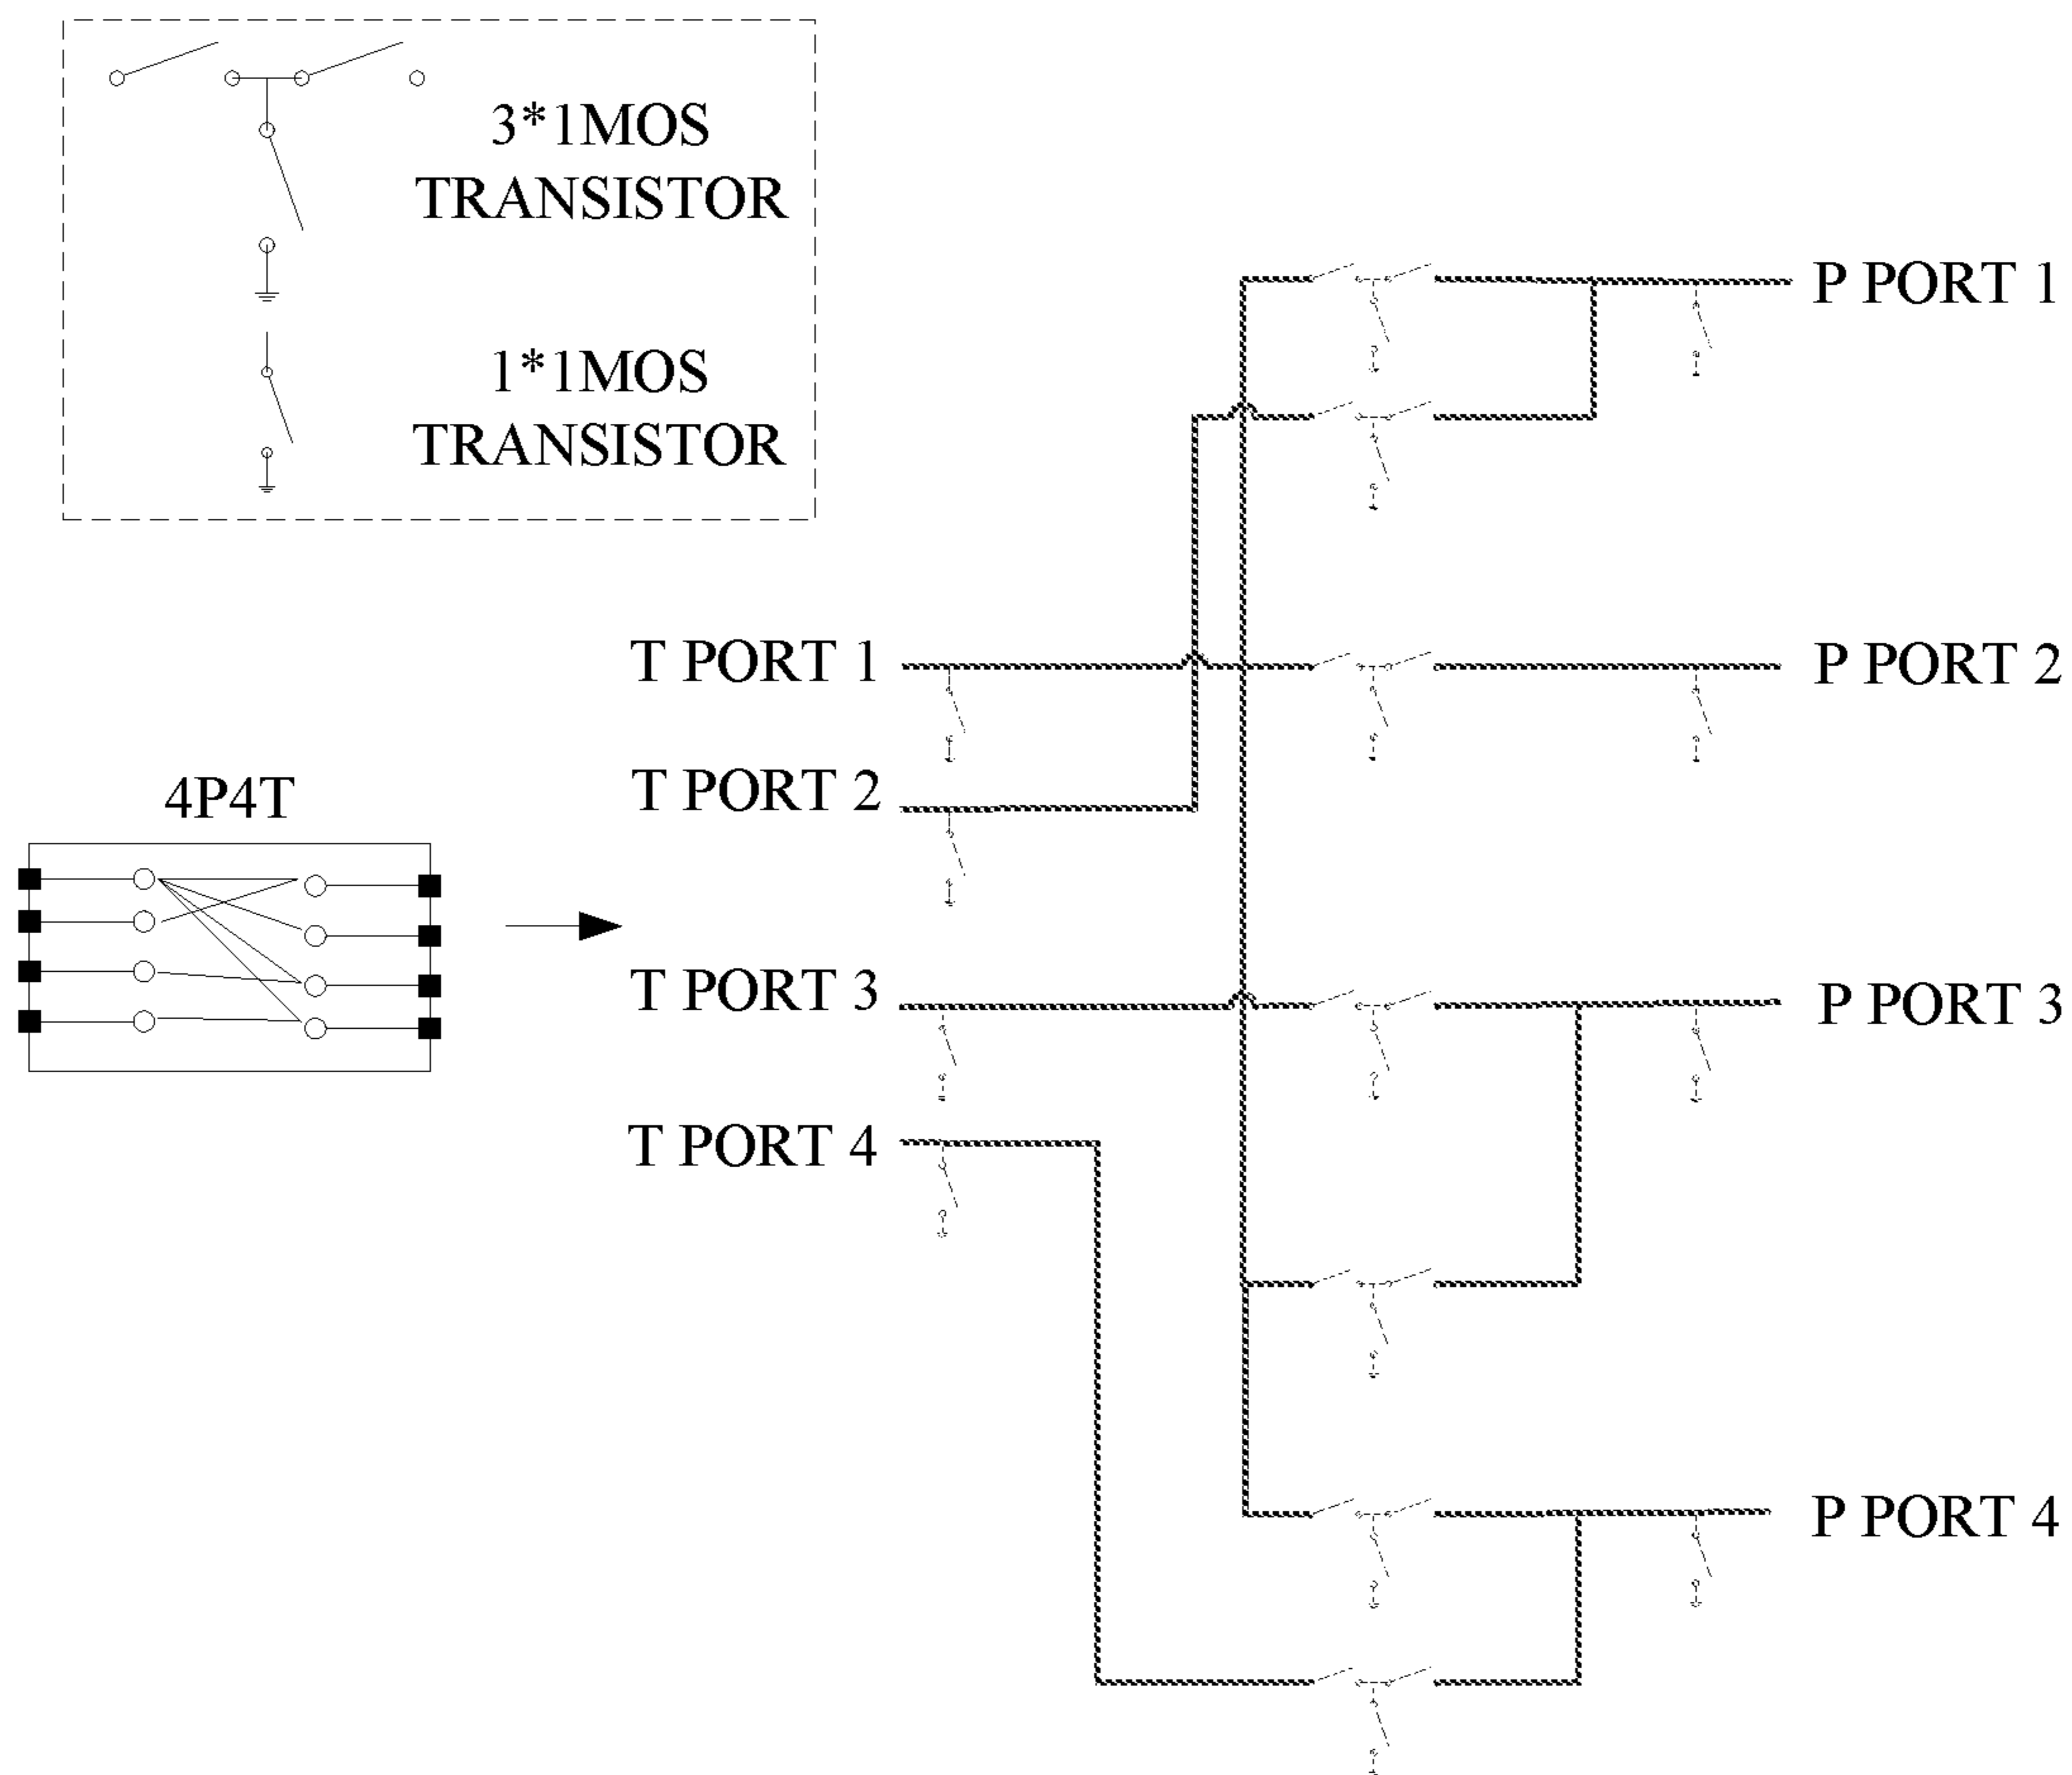 3*1MOS
TRANSISTOR
1*1MOS
TRANSISTOR
P PORT 1
T PORT 1
P PORT 2
T PORT 2
4P4T
T PORT 3
P PORT 3
T PORT 4
P PORT 4